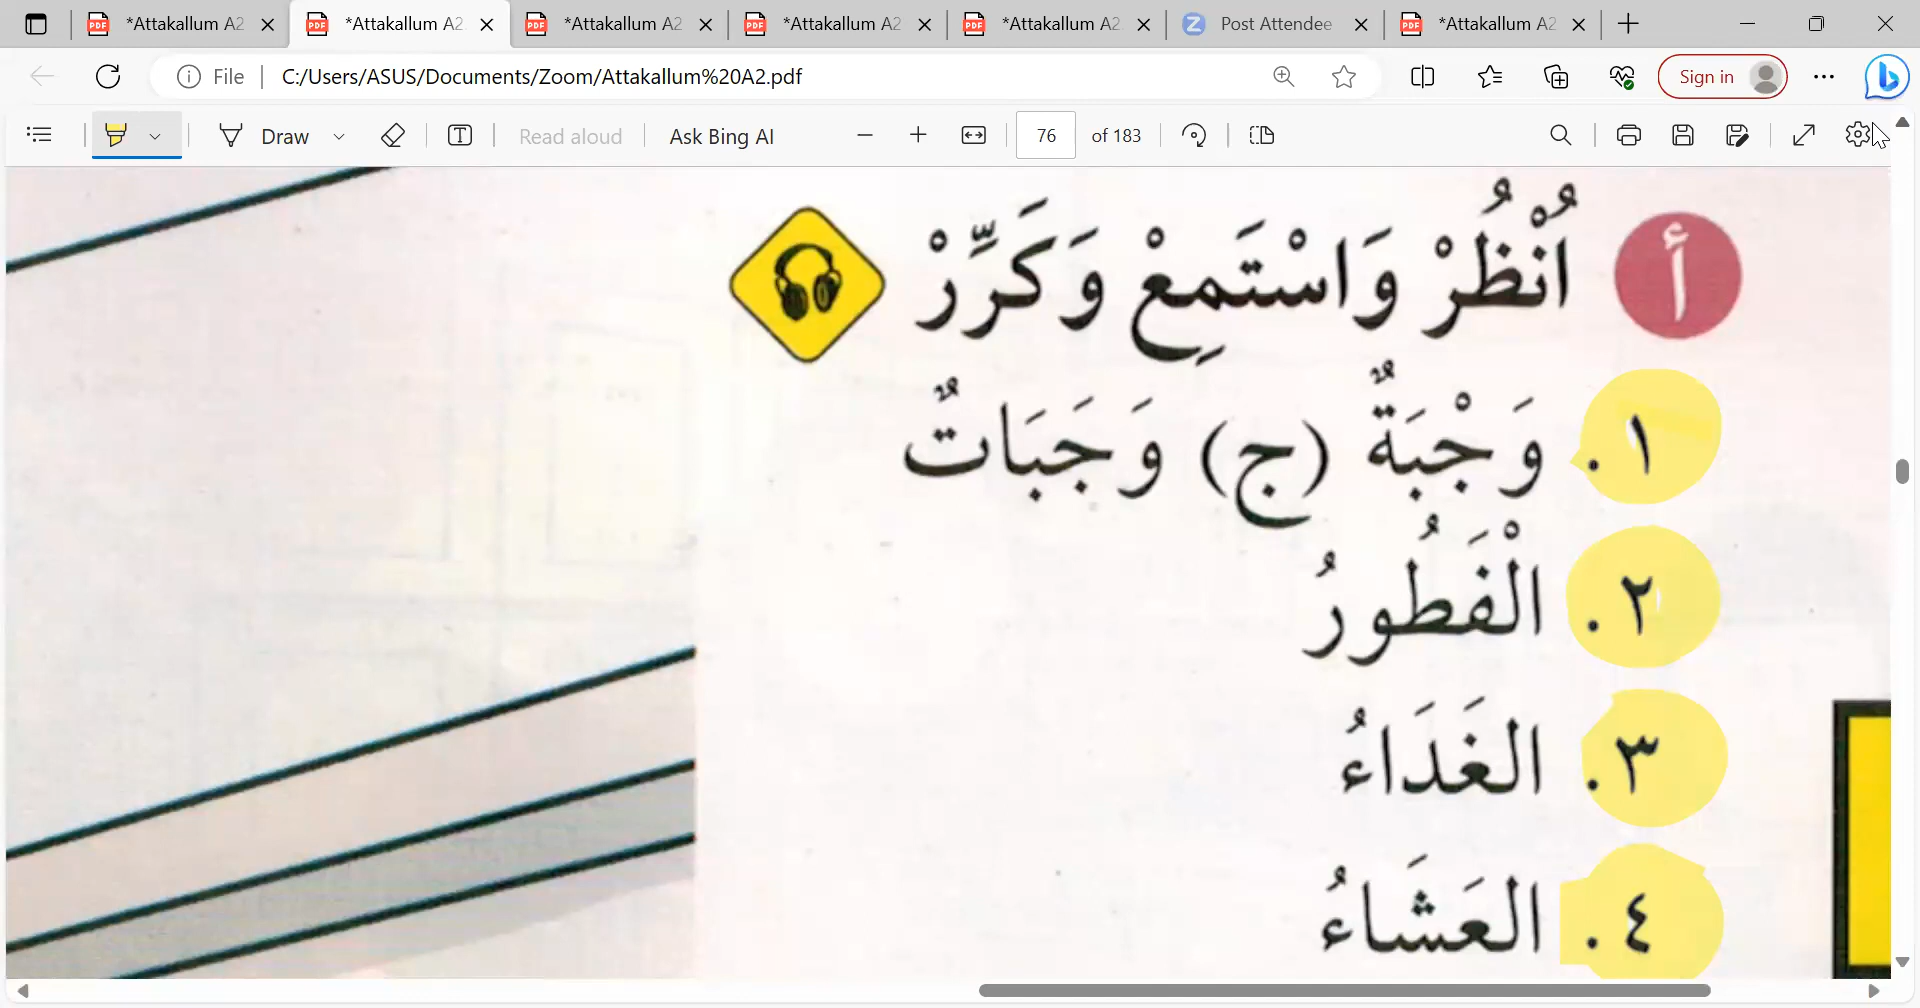 *Attakallum A2
*Attakallum A2
*Attakallum A2
*Attakallum A2
*Attakallum A2
Post Attendee
*Attakallum A2
File
C:/Users/ASUS/Documents/Zoom/Attakallum%20A2.pdf
Sign in
Draw
Read aloud
Ask Bing AI
76 of 183
أ
اُنْظُرْ وَاسْتَمِعْ وَكَرِّرْ
١. وَجْبَةٌ (ج) وَجَبَاتٌ
٢. الْفَطُورُ
٣. الغَدَاءُ
٤. العَشَاءُ